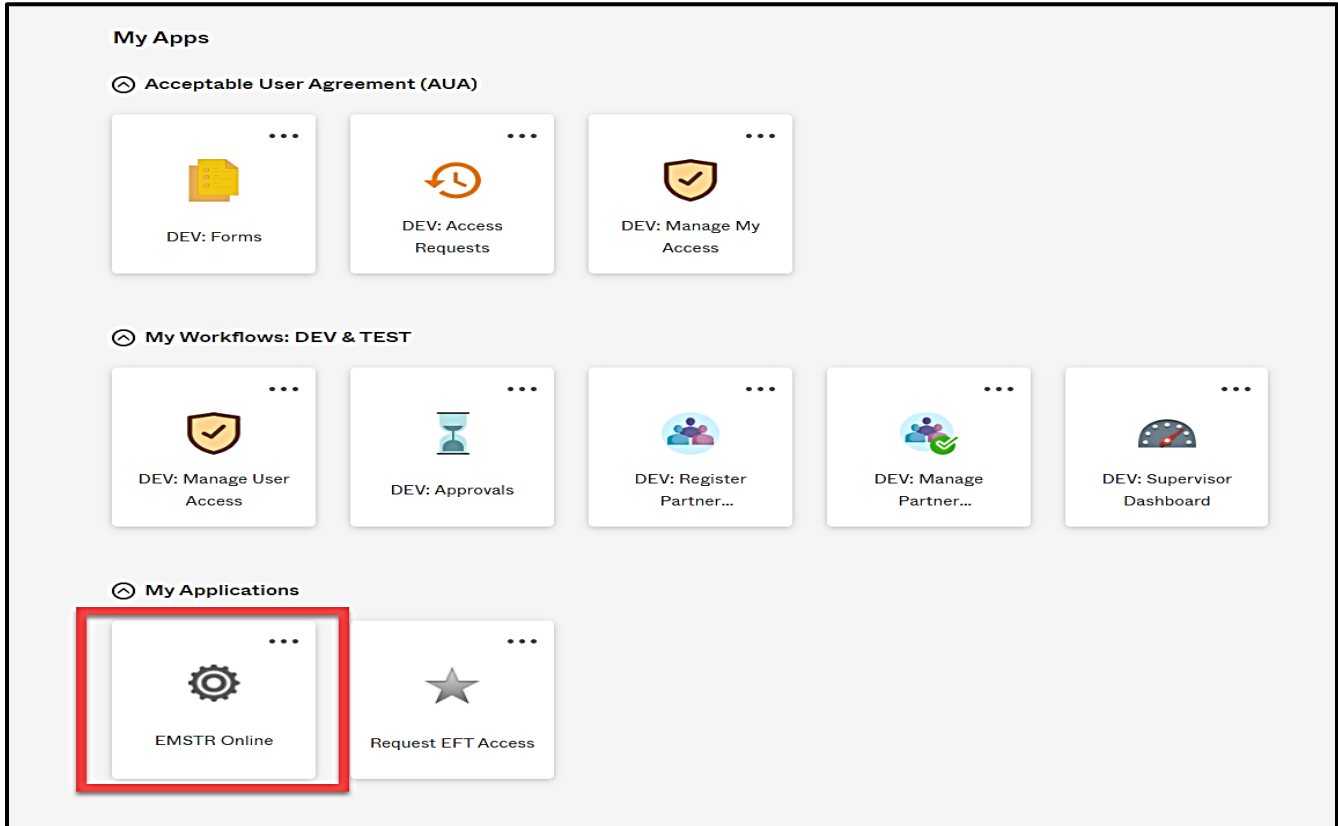 My Apps
Acceptable User Agreement (AUA)
DEV: Forms
DEV: Access
Requests
DEV: Manage My
Access
My Workflows: DEV & TEST
DEV: Manage User
Access
DEV: Approvals
DEV: Register
Partner...
DEV: Manage
Partner...
DEV: Supervisor
Dashboard
My Applications
EMSTR Online
Request EFT Access